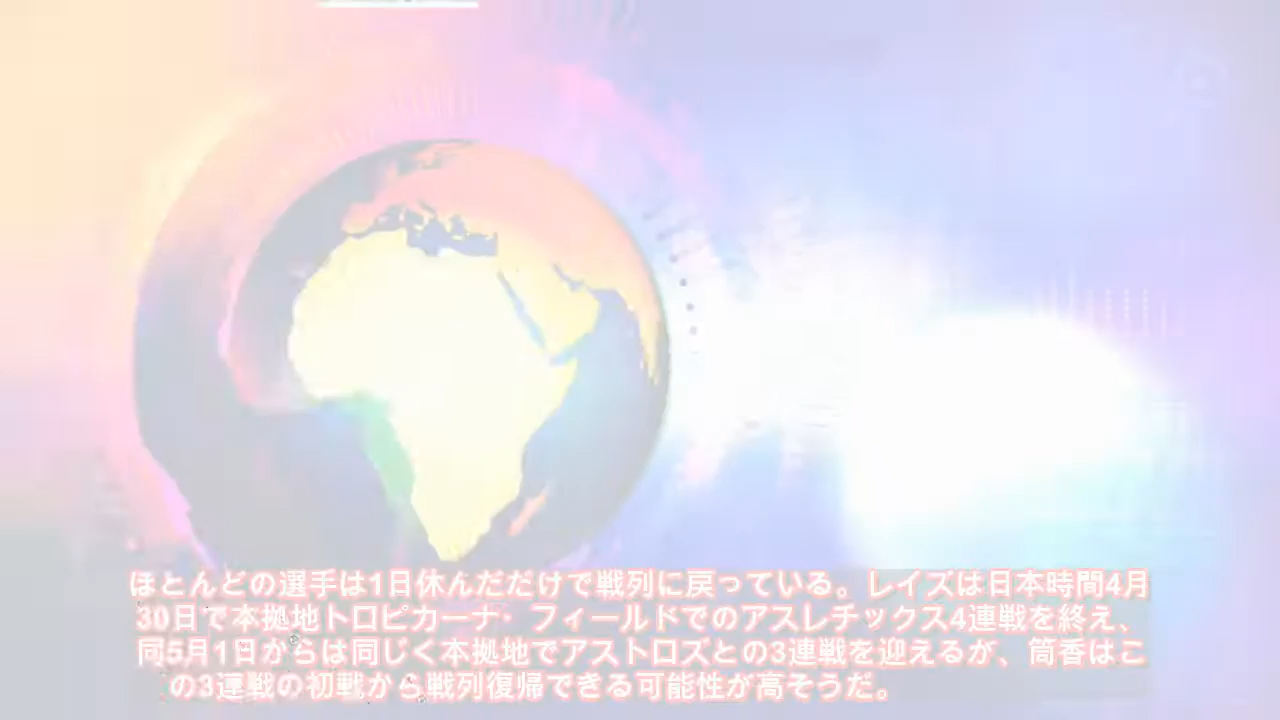 ほとんどの選手は1日休んだだけで戦列に戻っている。レイズは日本時間4月
30日で本拠地トロピカーナ・フィールドでのアスレチックス4連戦を終え、
同5月1日からは同じく本拠地でアストロズとの3連戦を迎えるが、筒香はこ
の3連戦の初戦から戦列復帰できる可能性が高そうだ。